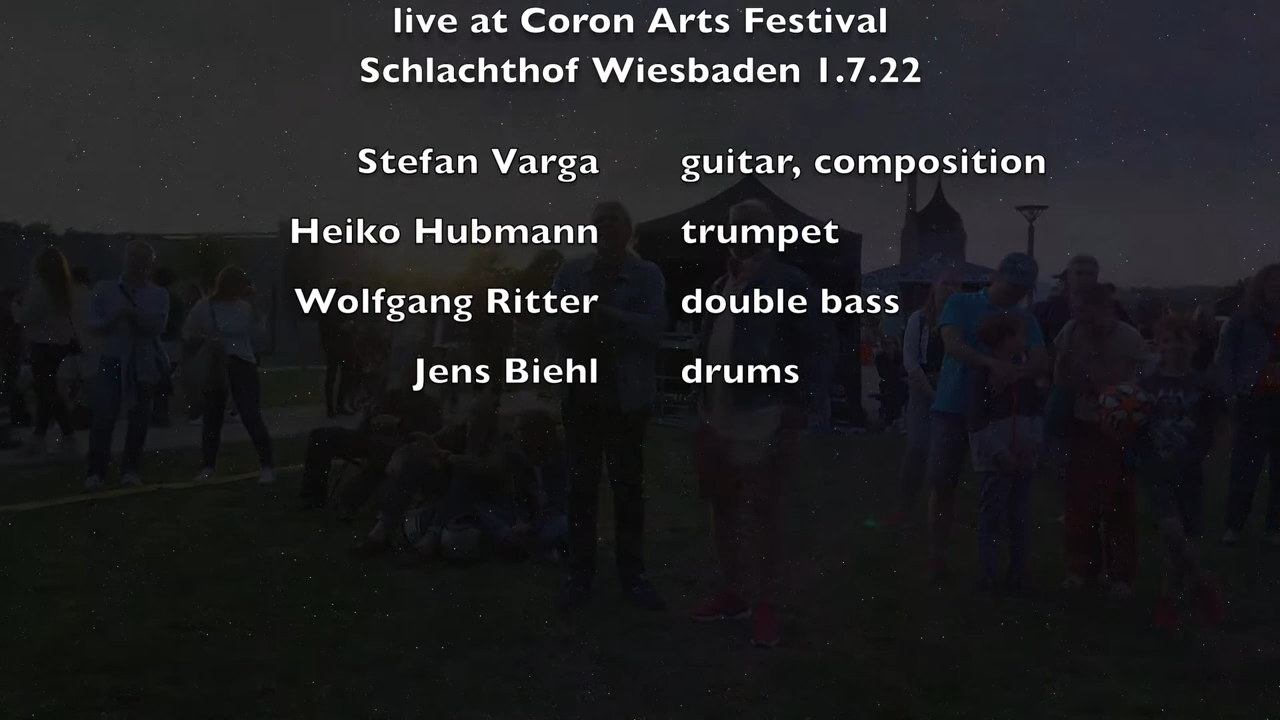 live at Coron Arts Festival
Schlachthof Wiesbaden 1.7.22
Stefan Varga guitar, composition
Heiko Hubmann trumpet
Wolfgang Ritter double bass
Jens Biehl drums